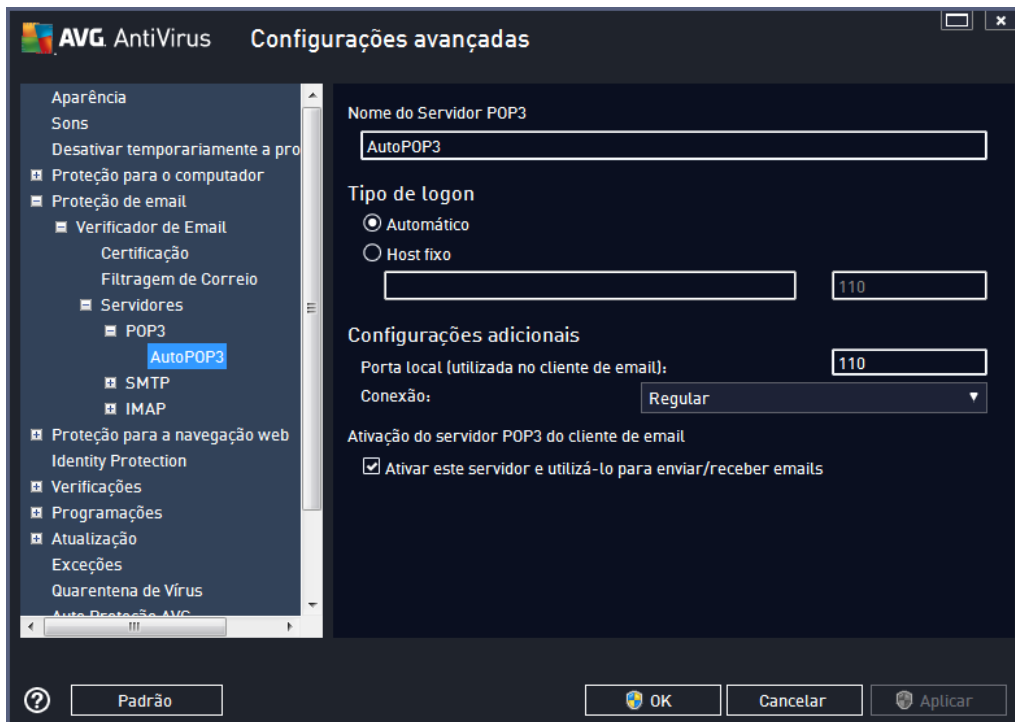 AVG. AntiVirus Configurações avançadas
Aparência
Sons
Desativar temporariamente a pro
Proteção para o computador
Proteção de email
Verificador de Email
Certificação
Filtragem de Correio
Servidores
POP3
AutoPOP3
SMTP
IMAP
Proteção para a navegação web
Identity Protection
Verificações
Programações
Atualização
Exceções
Quarentena de Vírus
Auto Proteção AVG
Nome do Servidor POP3
AutoPOP3
Tipo de logon
Automático
Host fixo
110
Configurações adicionais
Porta local (utilizada no cliente de email): 110
Conexão: Regular
Ativação do servidor POP3 do cliente de email
Ativar este servidor e utilizá-lo para enviar/receber emails
Padrão OK Cancelar Aplicar